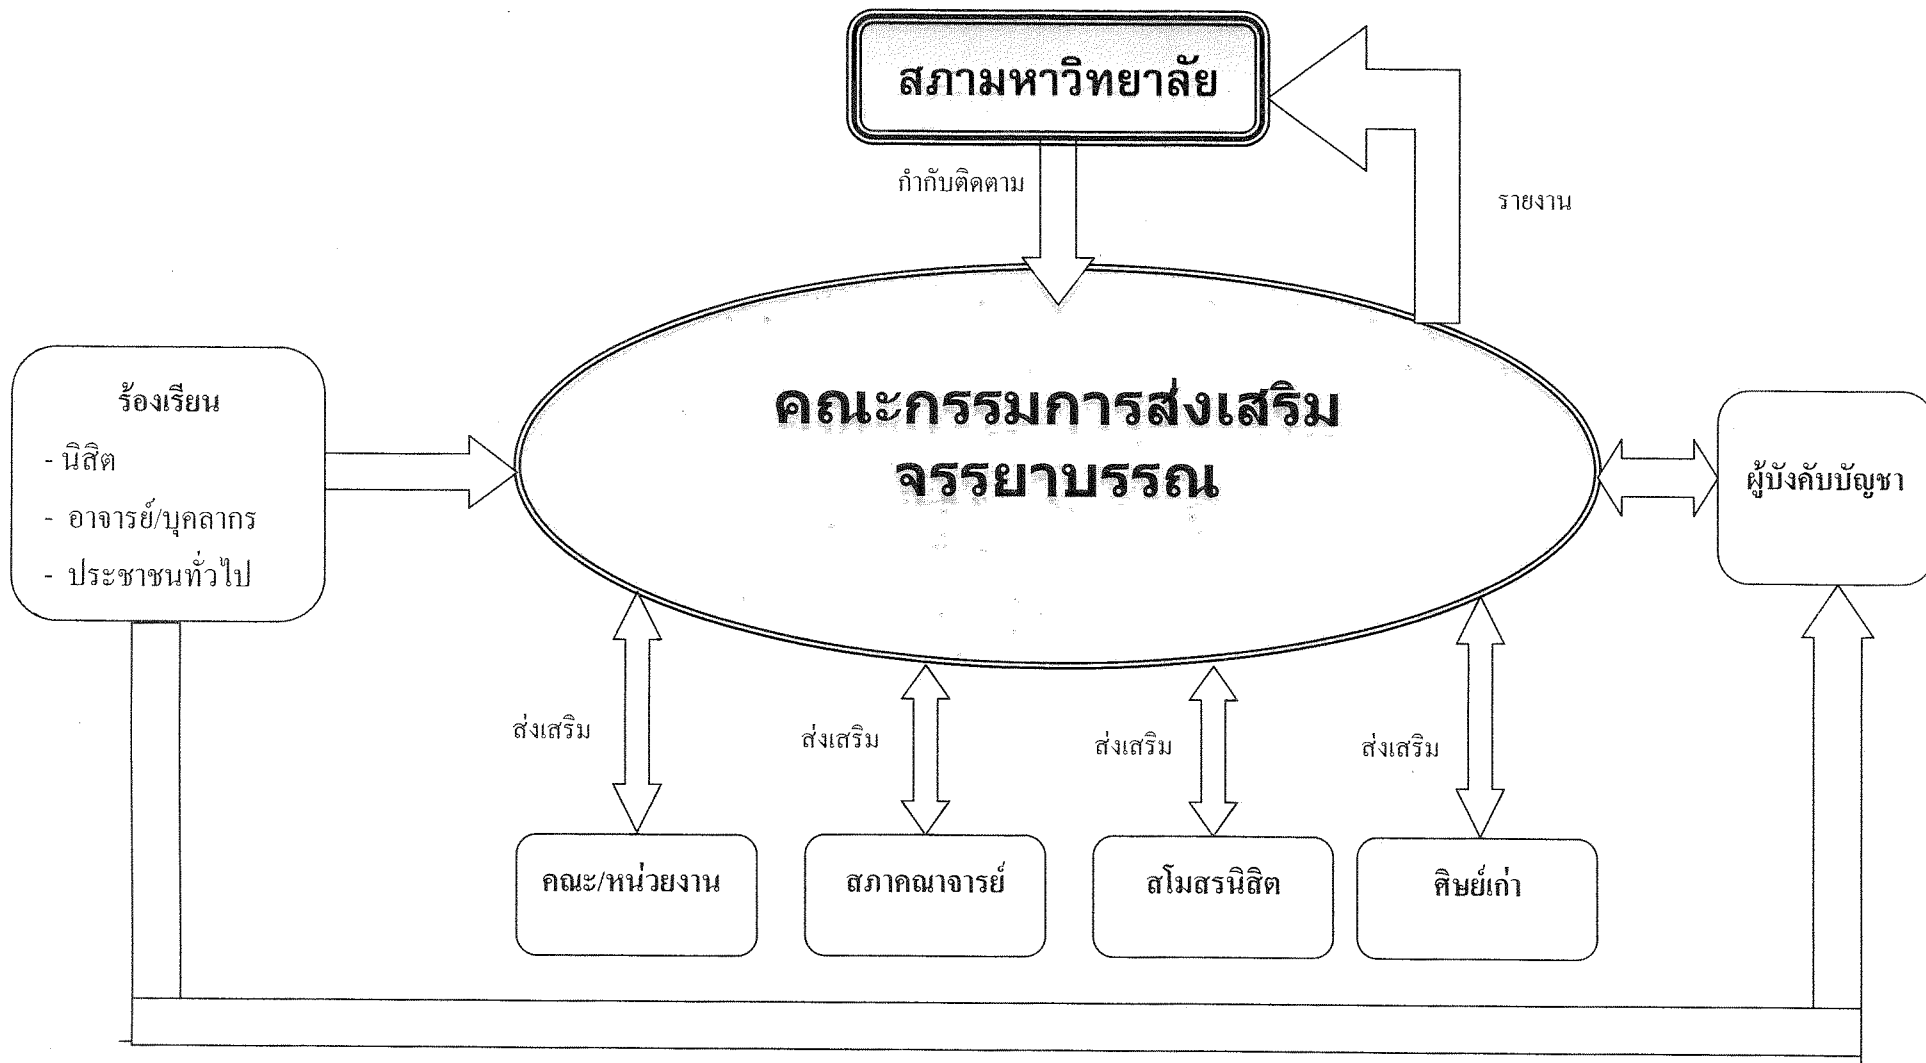 สภามหาวิทยาลัย
กำกับติดตาม
รายงาน
คณะกรรมการส่งเสริม
จรรยาบรรณ
ร้องเรียน
- นิสิต
- อาจารย์/บุคลากร
- ประชาชนทั่วไป
ผู้บังคับบัญชา
ส่งเสริม
ส่งเสริม
ส่งเสริม
ส่งเสริม
คณะ/หน่วยงาน
สภาคณาจารย์
สโมสรนิสิต
ศิษย์เก่า